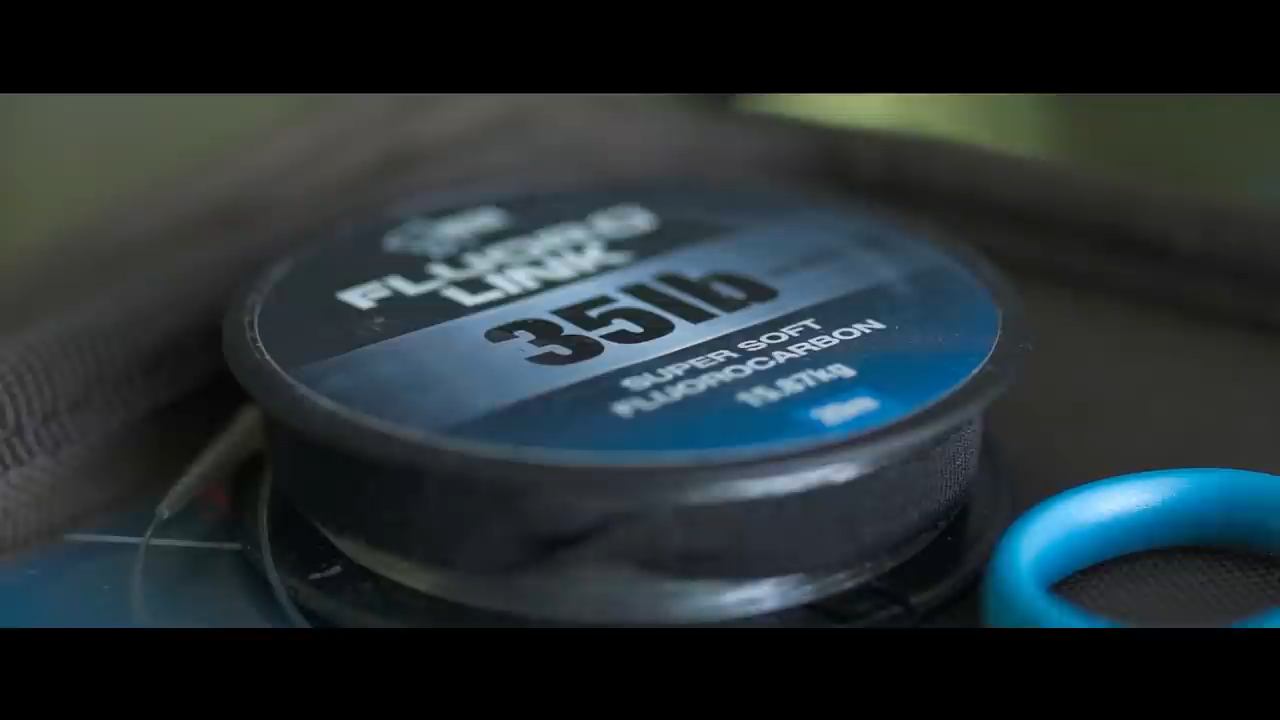 FLUORO
LINK
35lb
SUPER SOFT
FLUOROCARBON
15.87kg